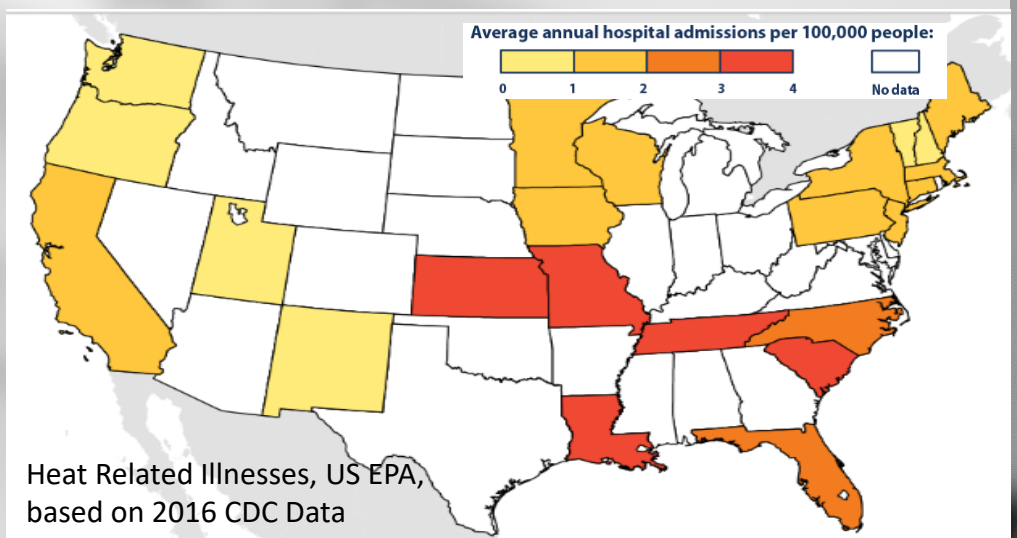 Average annual hospital admissions per 100,000 people:
0 1 2 3 4 No data
Heat Related Illnesses, US EPA,
based on 2016 CDC Data